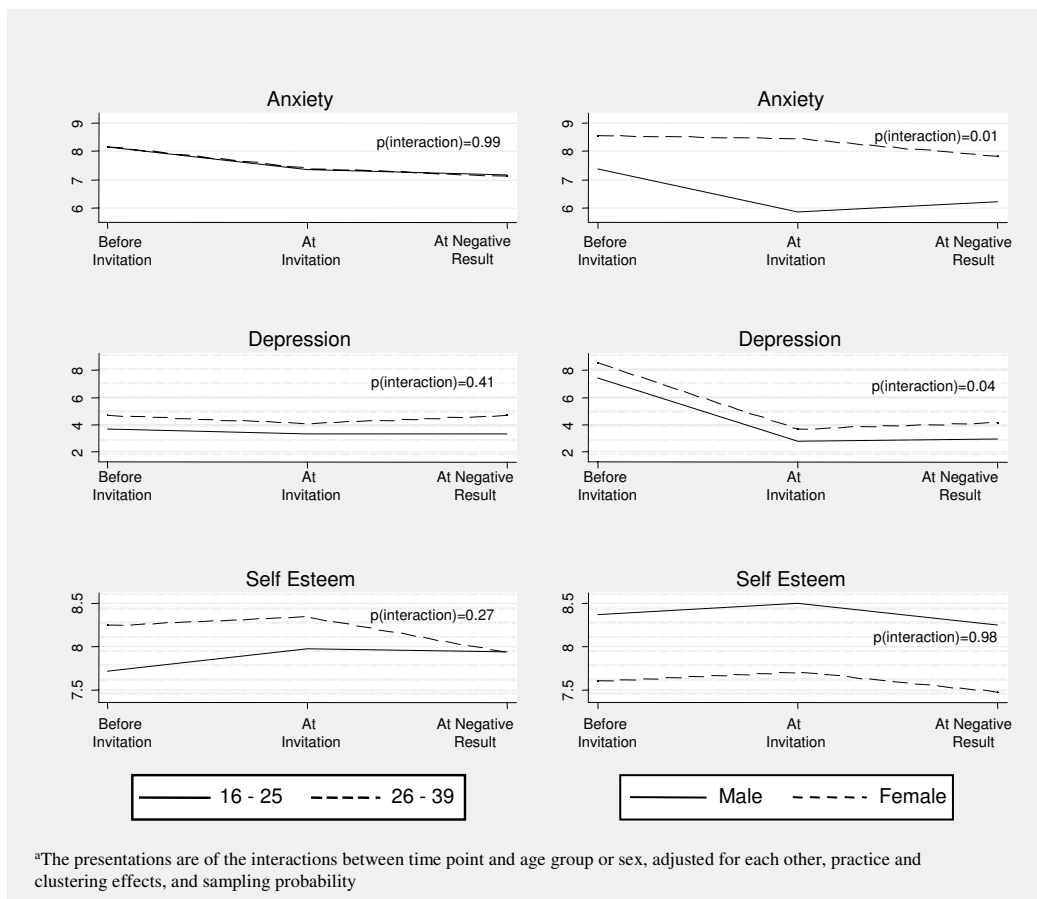 Anxiety
p(interaction)=0.99
9
8
7
6
Before
Invitation
At
Invitation
At Negative
Result
Anxiety
p(interaction)=0.01
9
8
7
6
Before
Invitation
At
Invitation
At Negative
Result
Depression
p(interaction)=0.41
8
6
4
2
Before
Invitation
At
Invitation
At Negative
Result
Depression
p(interaction)=0.04
8
6
4
2
Before
Invitation
At
Invitation
At Negative
Result
Self Esteem
p(interaction)=0.27
8.5
8
7.5
Before
Invitation
At
Invitation
At Negative
Result
Self Esteem
p(interaction)=0.98
8.5
8
7.5
Before
Invitation
At
Invitation
At Negative
Result
16 - 25 26 - 39
Male Female
aThe presentations are of the interactions between time point and age group or sex, adjusted for each other, practice and
clustering effects, and sampling probability